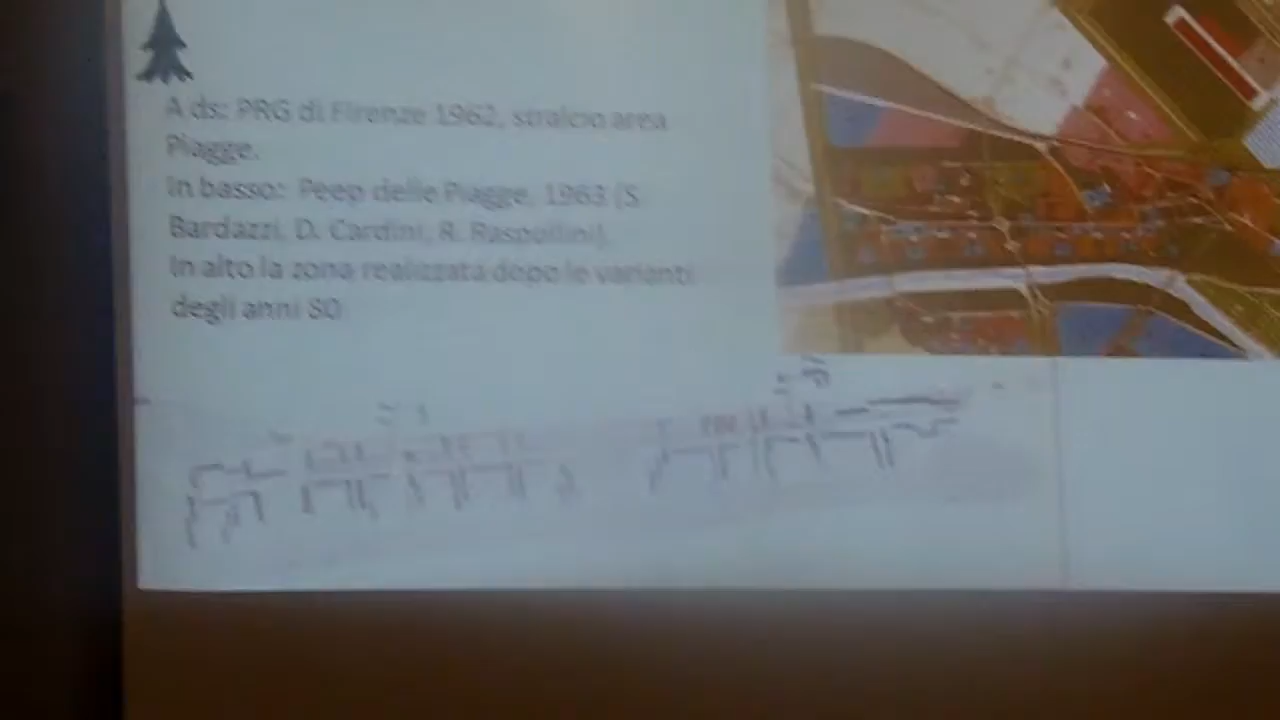 A ds: PRG di Firenze 1962, stralcio area
Piagge.
In basso: Peep delle Piagge, 1963 (S.
Bardazzi, D. Cardini, R. Raspollini).
In alto la zona realizzata dopo le varianti
degli anni 80